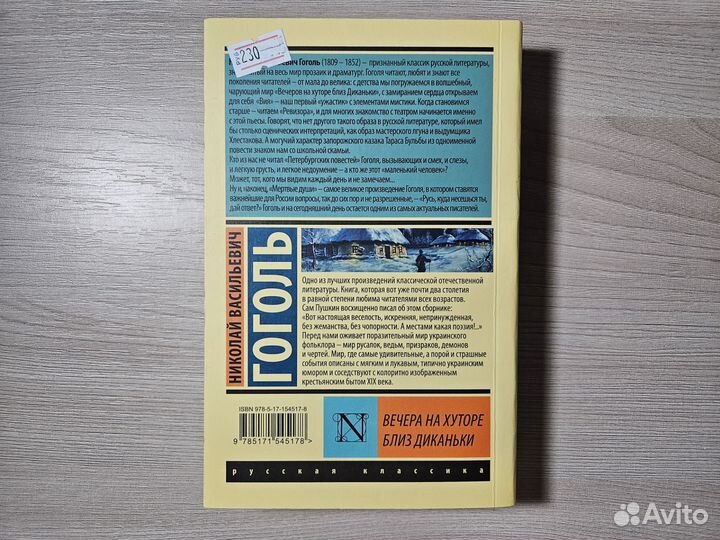 230
евич Гоголь (1809 – 1852) – признанный классик русской литературы,
на весь мир прозаик и драматург. Гоголя читают, любят и знают все
поколения читателей – от мала до велика: с детства мы погружаемся в волшебный,
чарующий мир «Вечеров на хуторе близ Диканьки», с замиранием сердца открываем
для себя «Вия» – наш первый «ужастик» с элементами мистики. Когда становимся
старше – читаем «Ревизора», и для многих знакомство с театром начинается именно
с этой пьесы. Говорят, что нет другого такого образа в русской литературе, который имел
бы столько сценических интерпретаций, как образ мастерского лгуна и выдумщика
Хлестакова. А могучий характер запорожского казака Тараса Бульбы из одноименной
повести знаком нам со школьной скамьи.
Кто из нас не читал «Петербургских повестей» Гоголя, вызывающих и смех, и слезы,
и легкую грусть, и легкое недоумение – а кто же этот «маленький человек»?
Может, тот, кого мы видим каждый день и не замечаем...
Ну и, наконец, «Мертвые души» – самое великое произведение Гоголя, в котором ставятся
важнейшие для России вопросы, так до сих пор и не разрешенные, – «Русь, куда несешься ты,
дай ответ?» Гоголь и на сегодняшний день остается одним из самых актуальных писателей.
НИКОЛАЙ ВАСИЛЬЕВИЧ
ГОГОЛЬ
Одно из лучших произведений классической отечественной
литературы. Книга, которая вот уже почти два столетия
в равной степени любима читателями всех возрастов.
Сам Пушкин восхищенно писал об этом сборнике:
«Вот настоящая веселость, искренняя, непринужденная,
без жеманства, без чопорности. А местами какая поэзия!..»
Перед нами оживает поразительный мир украинского
фольклора – мир русалок, ведьм, призраков, демонов
и чертей. Мир, где самые удивительные, а порой и страшные
события описаны с мягким и лукавым, типично украинским
юмором и соседствуют с колоритно изображенным
крестьянским бытом XIX века.
ISBN 978-5-17-154517-8
9 785171 545178 >
N
ВЕЧЕРА НА ХУТОРЕ
БЛИЗ ДИКАНЬКИ
русская классика
Avito